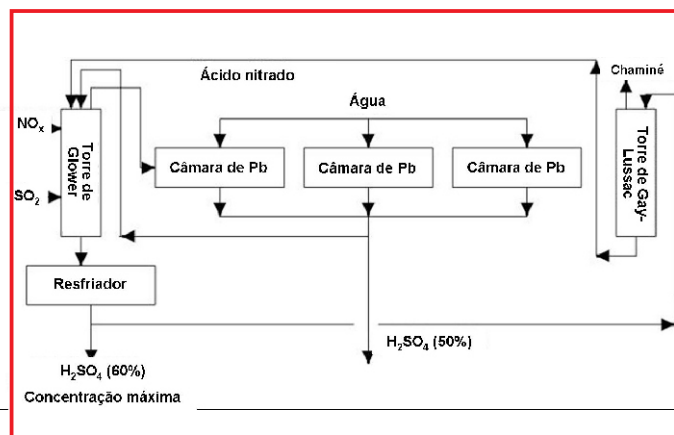 Ácido nitrado
Chaminé
Água
NOx
SO2
Torre de
Glower
Câmara de Pb
Câmara de Pb
Câmara de Pb
Torre de Gay-
Lussac
Resfriador
H2SO4 (50%)
H2SO4 (60%)
Concentração máxima